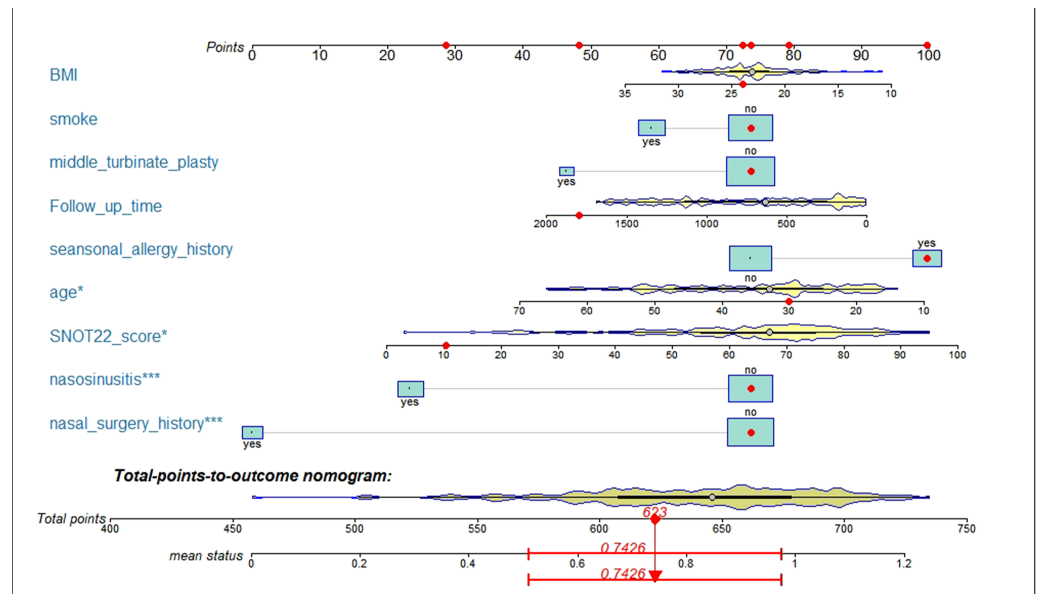 Points 0 10 20 30 40 50 60 70 80 90 100
BMI
35 30 25 20 15 10
no
smoke
yes
no
middle_turbinate_plasty
yes
Follow_up_time
2000 1500 1000 500 0
yes
seansonal_allergy_history
no
age*
70 60 50 40 30 20 10
SNOT22_score*
0 10 20 30 40 50 60 70 80 90 100
no
nasosinusitis***
yes
no
nasal_surgery_history***
yes
Total-points-to-outcome nomogram:
623
Total points 400 450 500 550 600 650 700 750
0.7426
mean status 0 0.2 0.4 0.6 0.8 1 1.2
0.7426